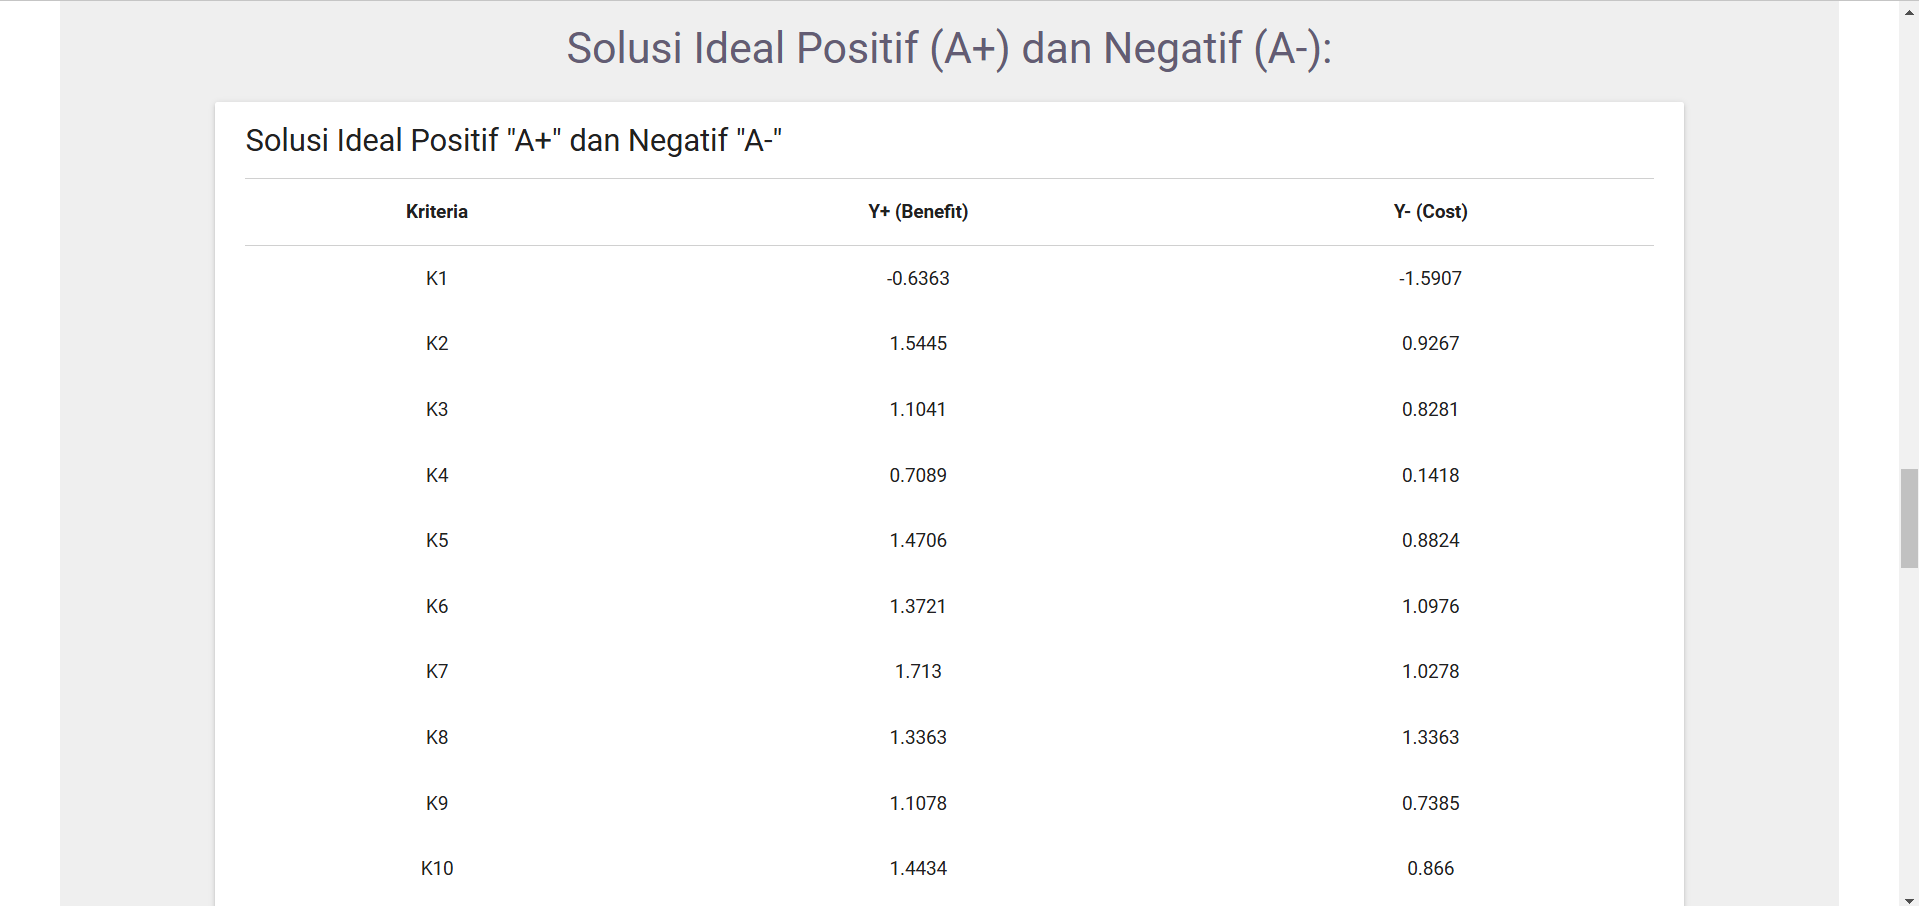 Solusi Ideal Positif (A+) dan Negatif (A-):
Solusi Ideal Positif "A+" dan Negatif "A-"
Kriteria Y+ (Benefit) Y- (Cost)
K1 -0.6363 -1.5907
K2 1.5445 0.9267
K3 1.1041 0.8281
K4 0.7089 0.1418
K5 1.4706 0.8824
K6 1.3721 1.0976
K7 1.713 1.0278
K8 1.3363 1.3363
K9 1.1078 0.7385
K10 1.4434 0.866